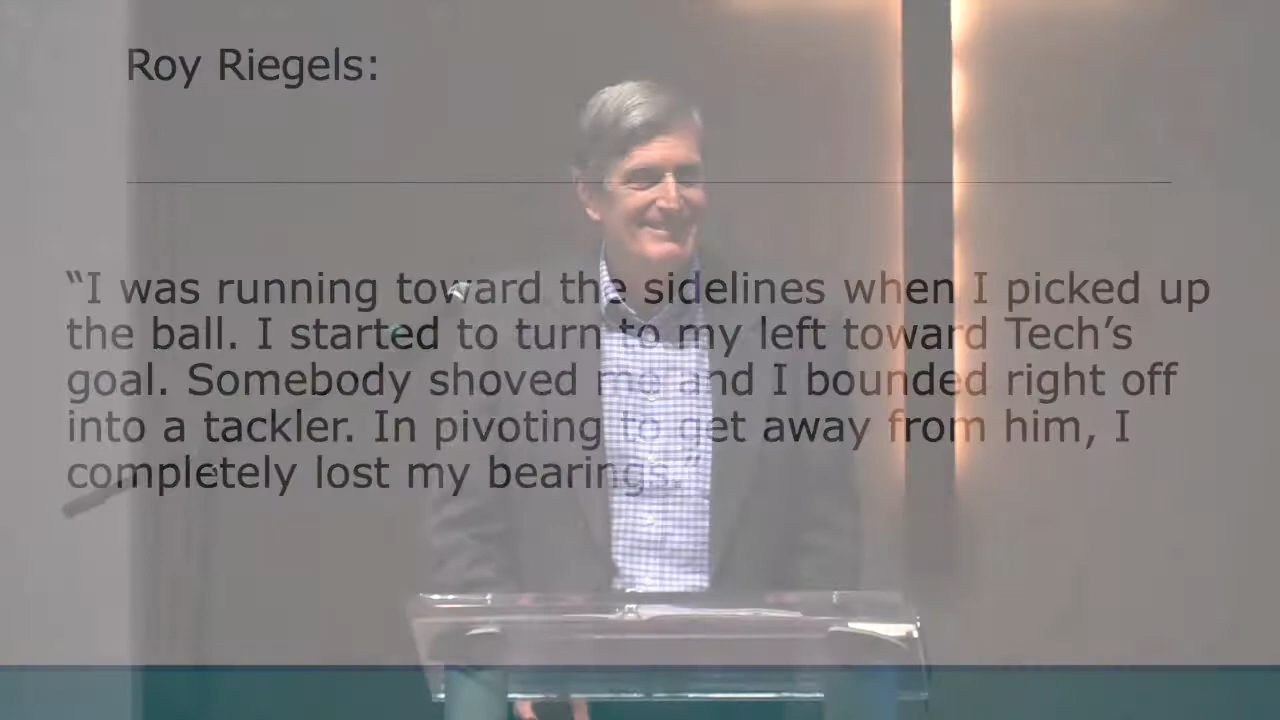 Roy Riegels:
“I was running toward the sidelines when I picked up
the ball. I started to turn to my left toward Tech’s
goal. Somebody shoved me and I bounded right off
into a tackler. In pivoting to get away from him, I
completely lost my bearings.”